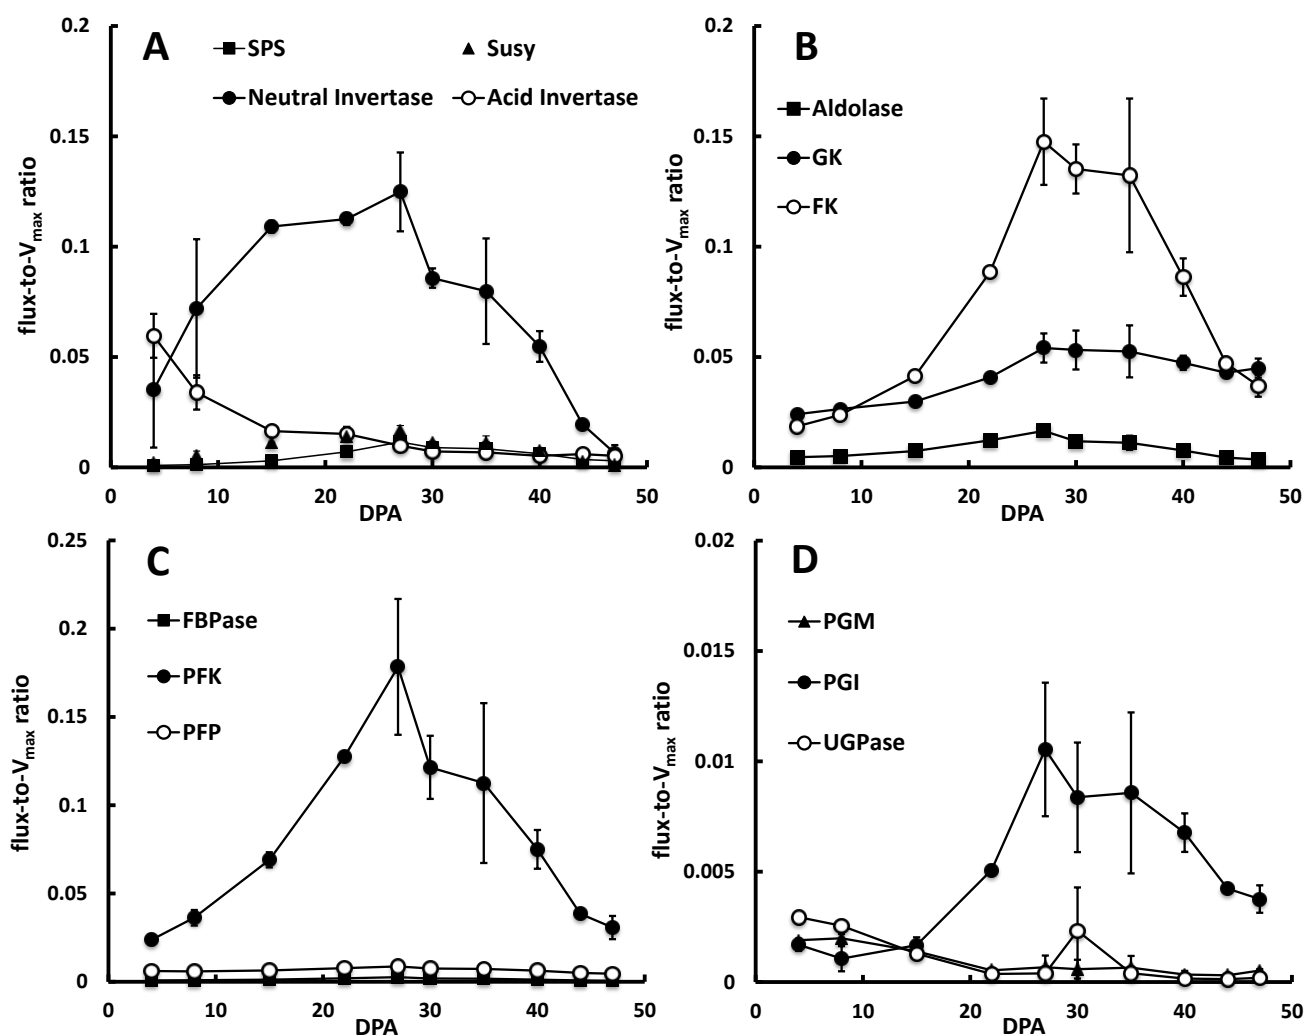 A
SPS
Susy
Neutral Invertase
Acid Invertase
0.2
0.15
0.1
0.05
0
flux-to-Vmax ratio
0 10 20 30 40 50
DPA
B
Aldolase
GK
FK
0.2
0.15
0.1
0.05
0
flux-to-Vmax ratio
0 10 20 30 40 50
DPA
C
FBPase
PFK
PFP
0.25
0.2
0.15
0.1
0.05
0
flux-to-Vmax ratio
0 10 20 30 40 50
DPA
D
PGM
PGI
UGPase
0.02
0.015
0.01
0.005
0
flux-to-Vmax ratio
0 10 20 30 40 50
DPA